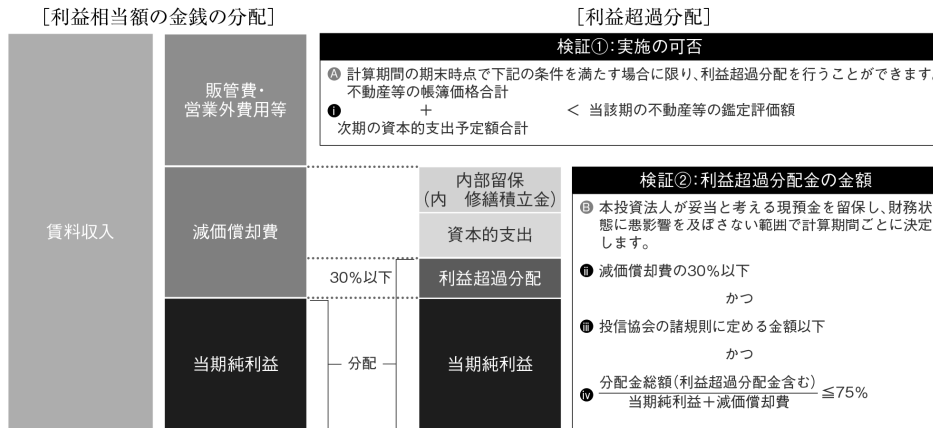 [利益相当額の金銭の分配]
[利益超過分配]
賃料収入
販管費・
営業外費用等
減価償却費
当期純利益
30%以下
分配
内部留保
(内 修繕積立金)
資本的支出
利益超過分配
当期純利益
検証①:実施の可否
Ⓐ 計算期間の期末時点で下記の条件を満たす場合に限り、利益超過分配を行うことができます。
不動産等の帳簿価格合計
ⅰ + < 当該期の不動産等の鑑定評価額
次期の資本的支出予定額合計
検証②:利益超過分配金の金額
Ⓑ 本投資法人が妥当と考える現預金を留保し、財務状
態に悪影響を及ぼさない範囲で計算期間ごとに決定
します。
ⅱ 減価償却費の30%以下
かつ
ⅲ 投信協会の諸規則に定める金額以下
かつ
ⅳ 分配金総額(利益超過分配金含む) ≦75%
当期純利益+減価償却費